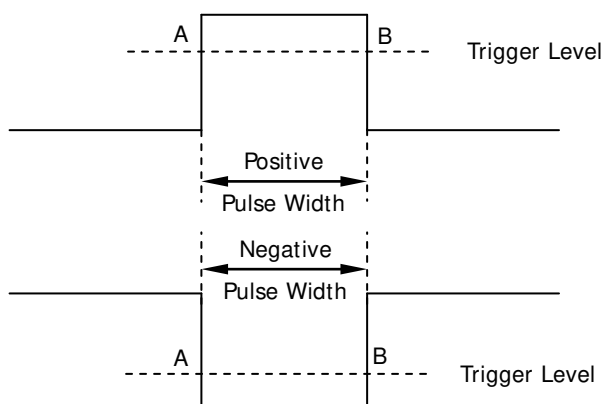 A B
Trigger Level
Positive
Pulse Width
Negative
Pulse Width
A B
Trigger Level